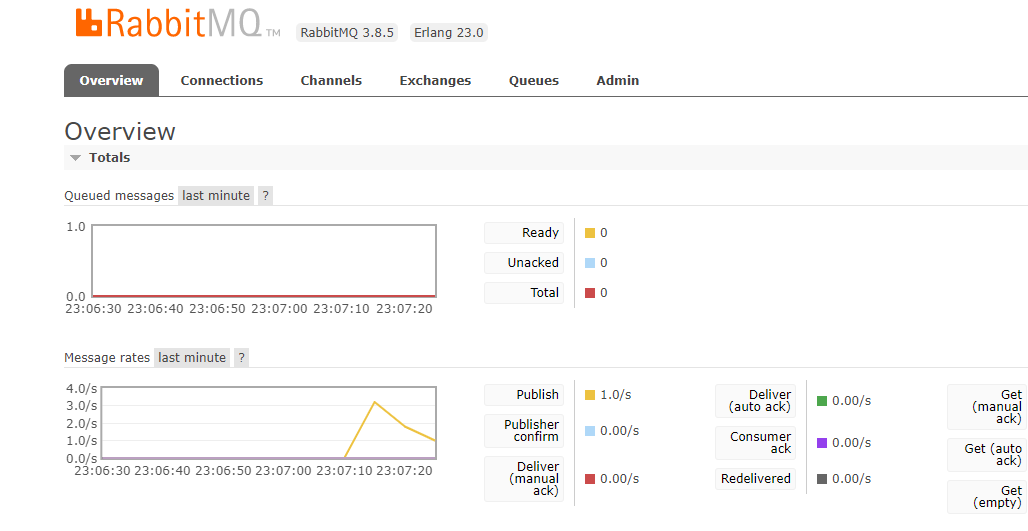 RabbitMQ TM RabbitMQ 3.8.5 Erlang 23.0
Overview Connections Channels Exchanges Queues Admin
Overview
Totals
Queued messages last minute ?
1.0
0.0
23:06:30 23:06:40 23:06:50 23:07:00 23:07:10 23:07:20
Ready 0
Unacked 0
Total 0
Message rates last minute ?
4.0/s
3.0/s
2.0/s
1.0/s
0.0/s
23:06:30 23:06:40 23:06:50 23:07:00 23:07:10 23:07:20
Publish 1.0/s
Publisher
confirm 0.00/s
Deliver
(manual
ack) 0.00/s
Deliver
(auto ack) 0.00/s
Consumer
ack 0.00/s
Redelivered 0.00/s
Get
(manual
ack)
Get (auto
ack)
Get
(empty)